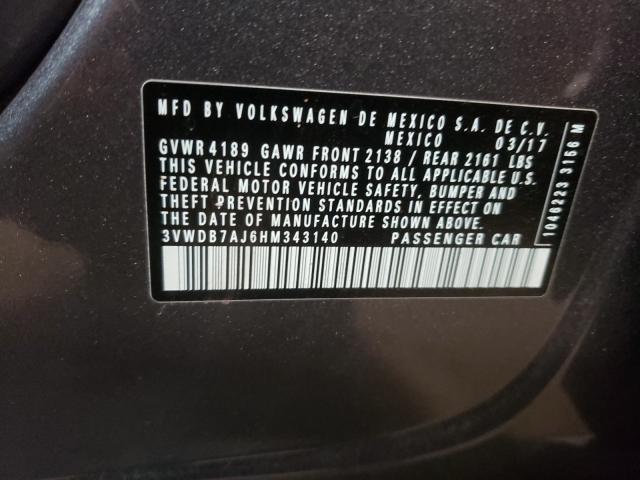 MFD BY VOLKSWAGEN DE MEXICO S.A. DE C.V.
MEXICO 03/17
GVWR 4189 GAWR FRONT 2138 / REAR 2161 LBS
THIS VEHICLE CONFORMS TO ALL APPLICABLE U.S.
FEDERAL MOTOR VEHICLE SAFETY, BUMPER AND
THEFT PREVENTION STANDARDS IN EFFECT ON THE
DATE OF MANUFACTURE SHOWN ABOVE.
3VWDB7AJ6HM343140 PASSENGER CAR
1046223 3166 M